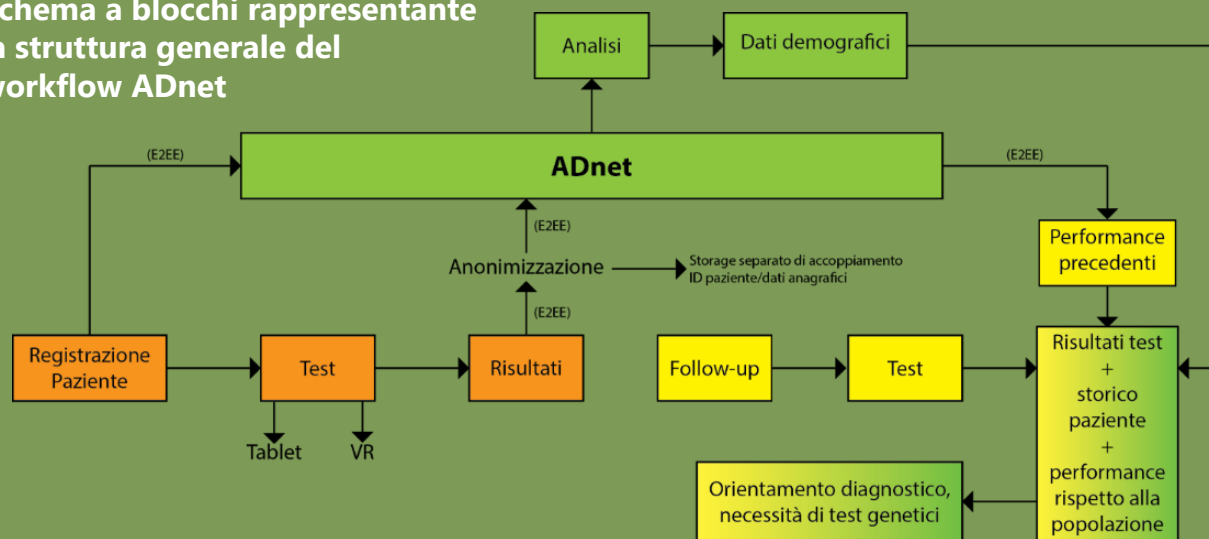 chema a blocchi rappresentante
a struttura generale del
workflow ADnet
Analisi
Dati demografici
(E2EE)
ADnet
(E2EE)
(E2EE)
Anonimizzazione
Storage separato di accoppiamento
ID paziente/dati anagrafici
(E2EE)
Performance
precedenti
Registrazione
Paziente
Test
Risultati
Follow-up
Test
Risultati test
+
storico
paziente
+
performance
rispetto alla
popolazione
Tablet
VR
Orientamento diagnostico,
necessità di test genetici